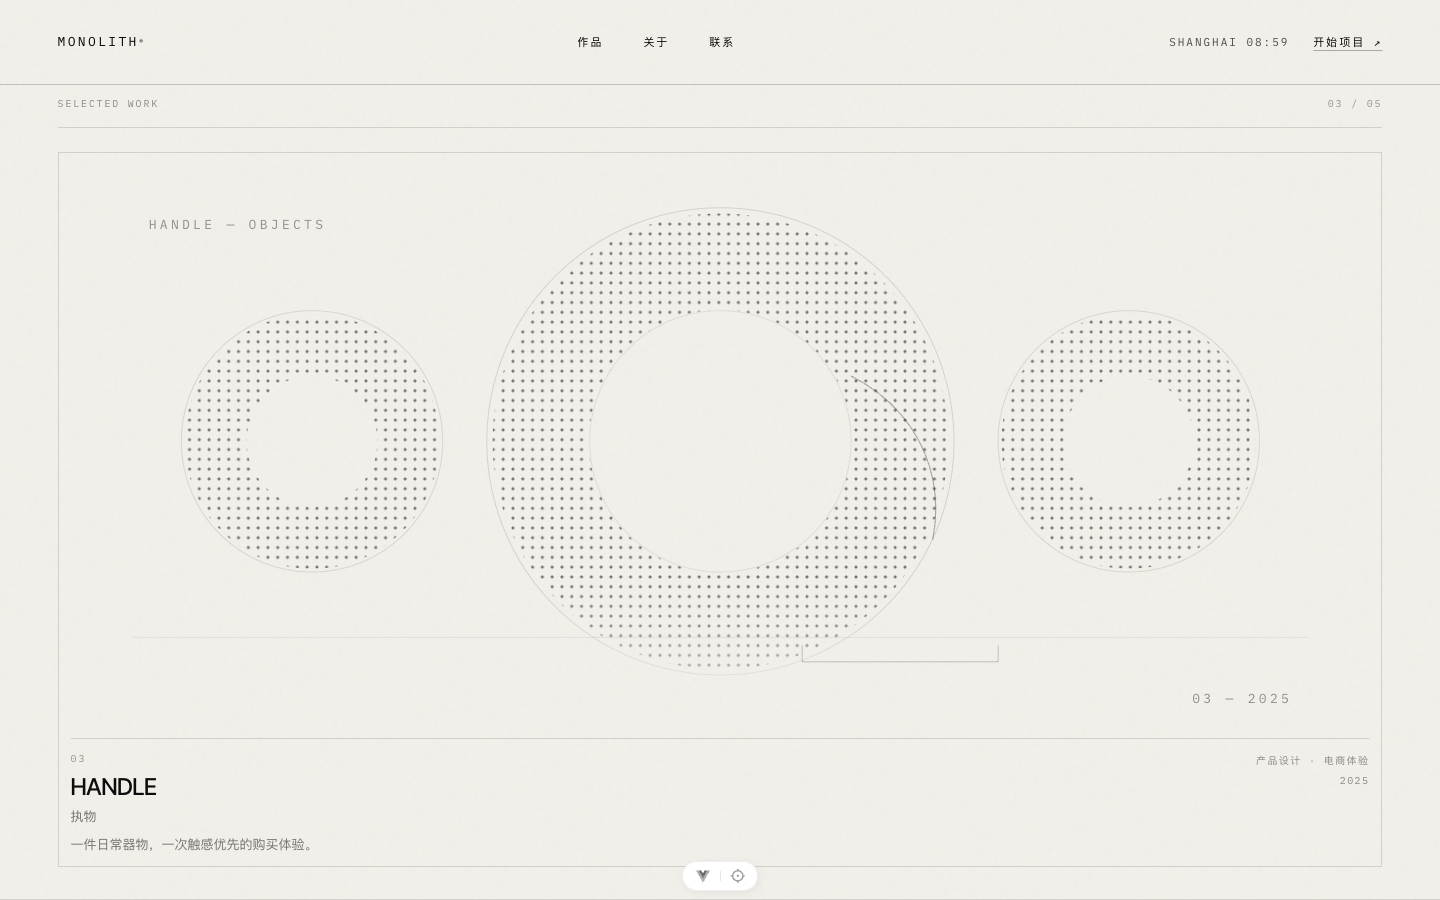 MONOLITH®
作品
关于
联系
SHANGHAI 08:59
开始项目 ↗
SELECTED WORK
03 / 05
HANDLE — OBJECTS
03 — 2025
03
HANDLE
执物
一件日常器物，一次触感优先的购买体验。
产品设计 · 电商体验
2025